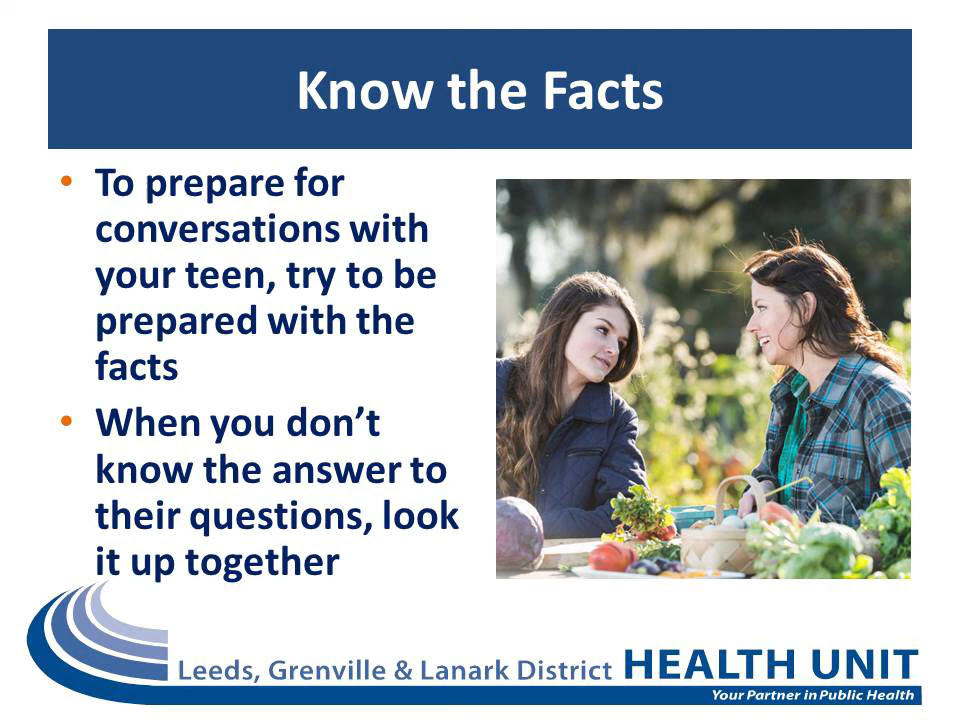 Know the Facts
• To prepare for
conversations with
your teen, try to be
prepared with the
facts
• When you don't
know the answer to
their questions, look
it up together
Leeds, Grenville & Lanark District HEALTH UNIT
Your Partner in Public Health